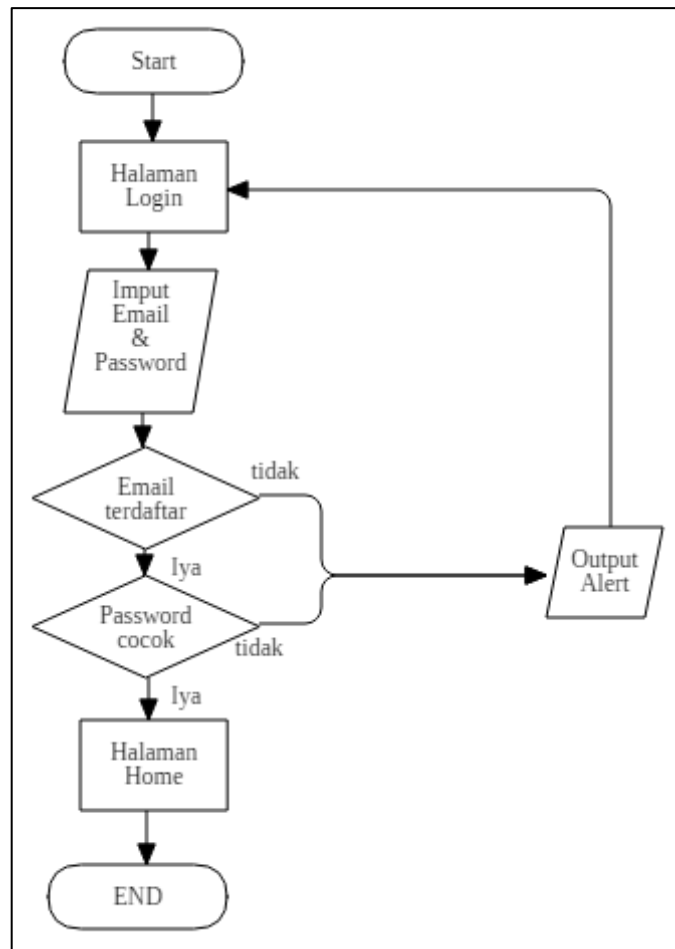 Start
Halaman
Login
Imput
Email
&
Password
tidak
Email
terdaftar
Iya
Output
Alert
Password
cocok
tidak
Iya
Halaman
Home
END